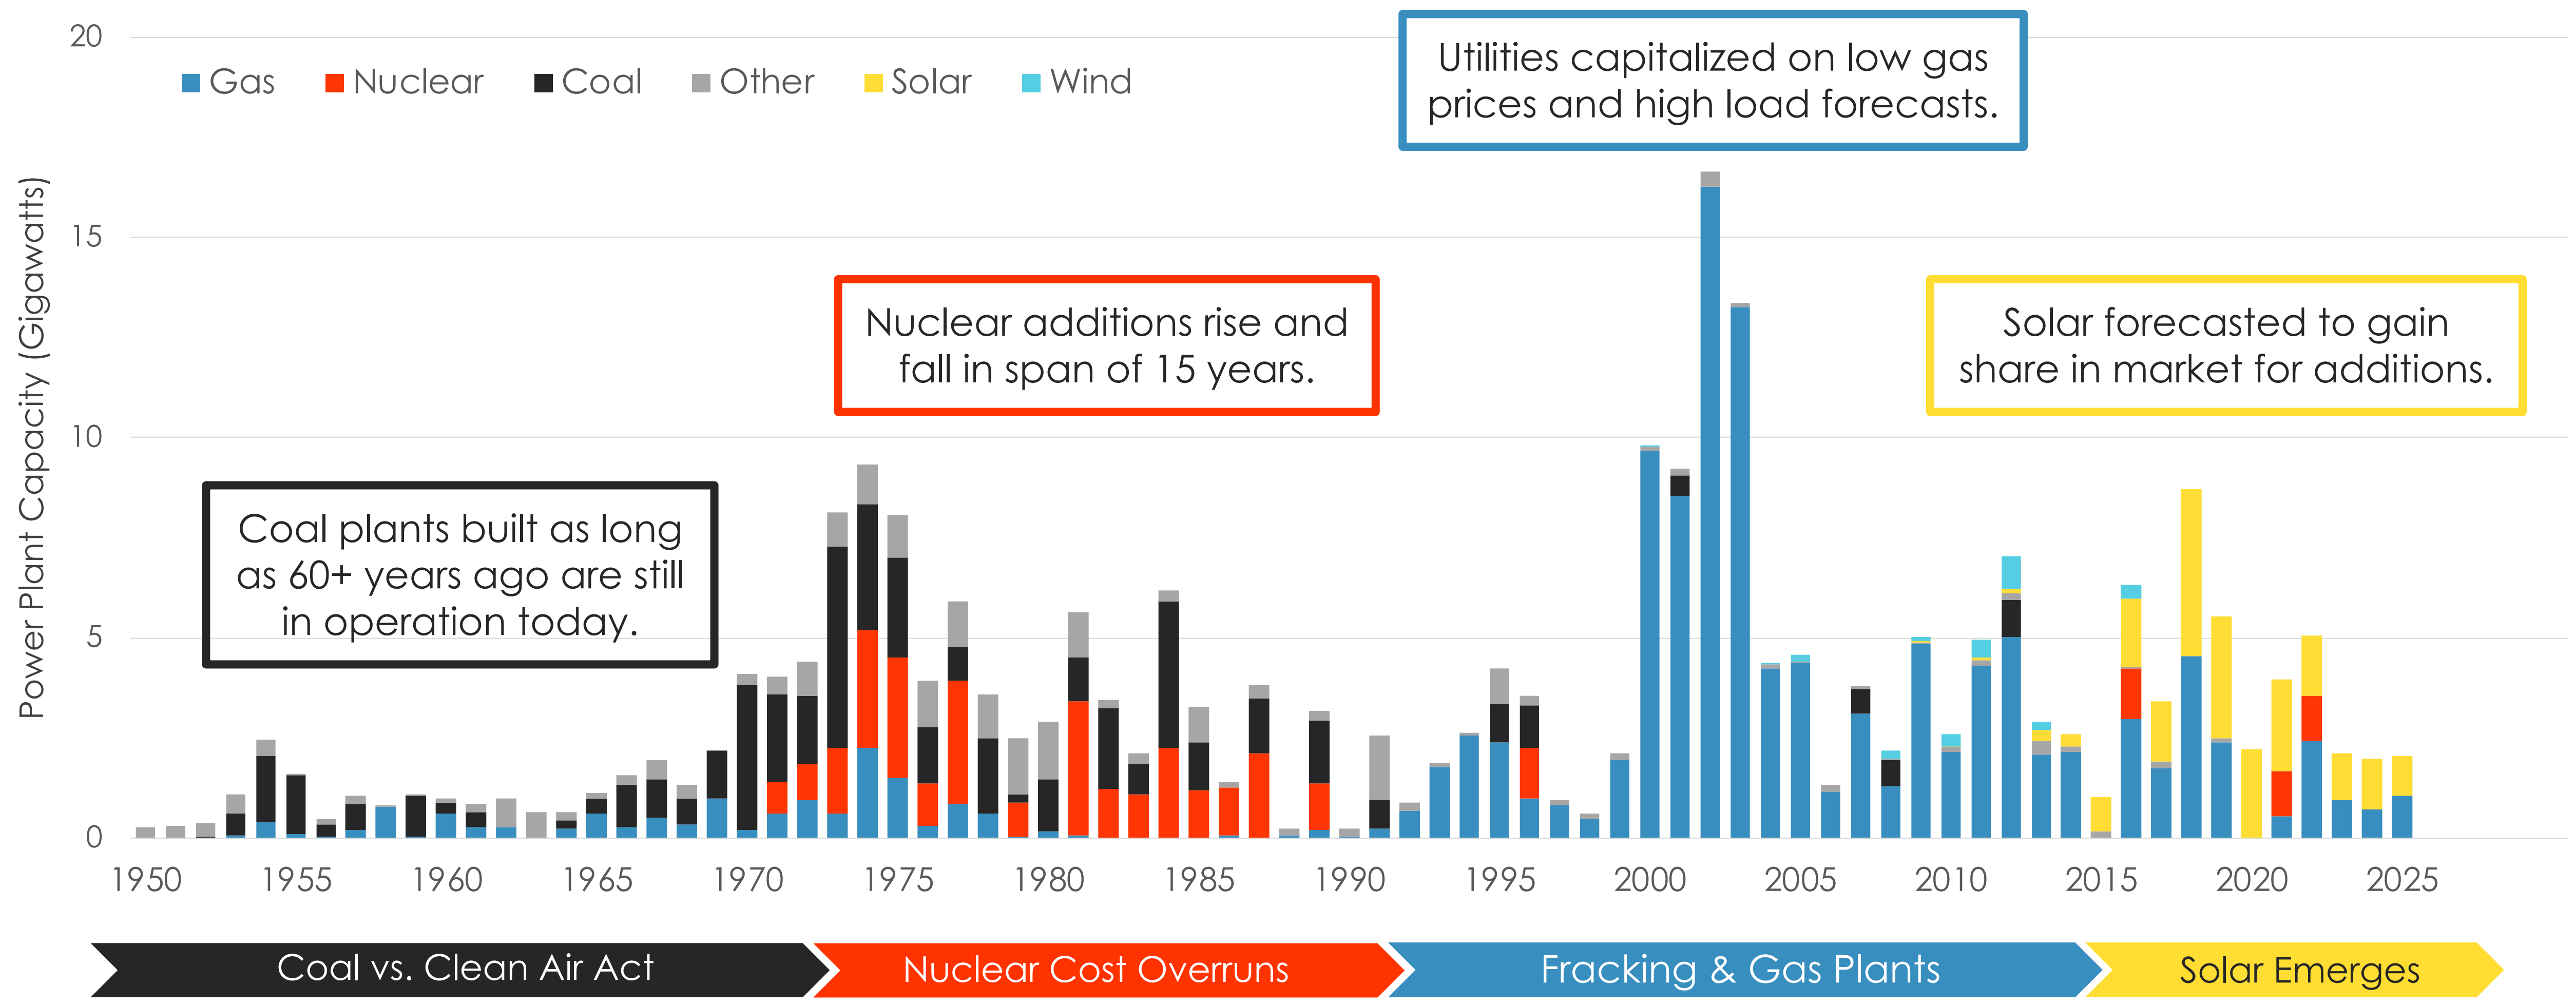 Gas Nuclear Coal Other Solar Wind
Utilities capitalized on low gas
prices and high load forecasts.
Nuclear additions rise and
fall in span of 15 years.
Solar forecasted to gain
share in market for additions.
Coal plants built as long
as 60+ years ago are still
in operation today.
Power Plant Capacity (Gigawatts)
20
15
10
5
0
1950 1955 1960 1965 1970 1975 1980 1985 1990 1995 2000 2005 2010 2015 2020 2025
Coal vs. Clean Air Act Nuclear Cost Overruns Fracking & Gas Plants Solar Emerges